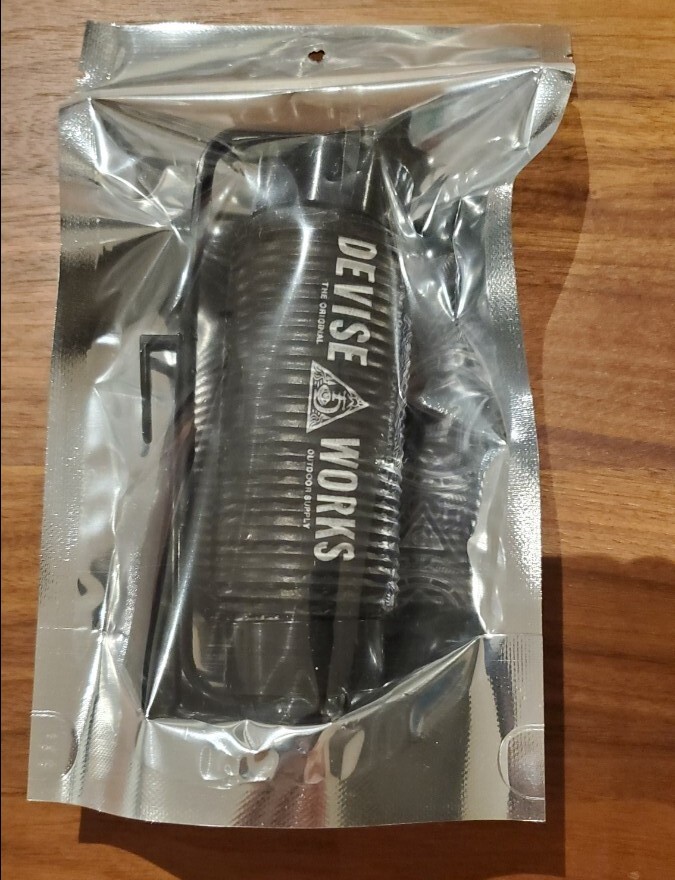 DEVISE WORKS
THE ORIGINAL
OUTDOOR SUPPLY